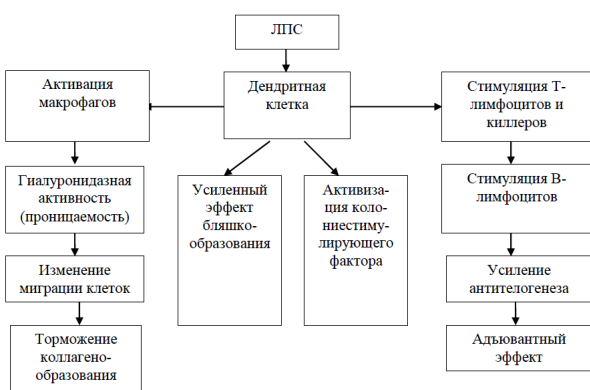 ЛПС
Активация
макрофагов
Дендритная
клетка
Стимуляция Т-
лимфоцитов и
киллеров
Гиалуронидазная
активность
(проницаемость)
Усиленный
эффект
бляшко-
образования
Активиза-
ция коло-
ниестиму-
лирующего
фактора
Стимуляция В-
лимфоцитов
Изменение
миграции клеток
Усиление
антителогенеза
Торможение
коллагено-
образования
Адъювантный
эффект